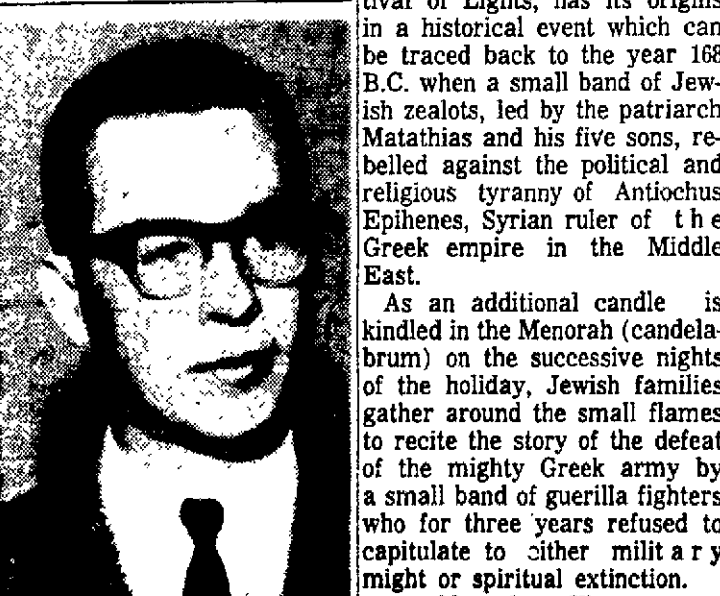 tival of Lights, has its origins
in a historical event which can
be traced back to the year 168
B.C. when a small band of Jew-
ish zealots, led by the patriarch
Matathias and his five sons, re-
belled against the political and
religious tyranny of Antiochus
Epihenes, Syrian ruler of the
Greek empire in the Middle
East.
As an additional candle is
kindled in the Menorah (candela-
brum) on the successive nights
of the holiday, Jewish families
gather around the small flames
to recite the story of the defeat
of the mighty Greek army by
a small band of guerilla fighters
who for three years refused to
capitulate to either military
might or spiritual extinction.